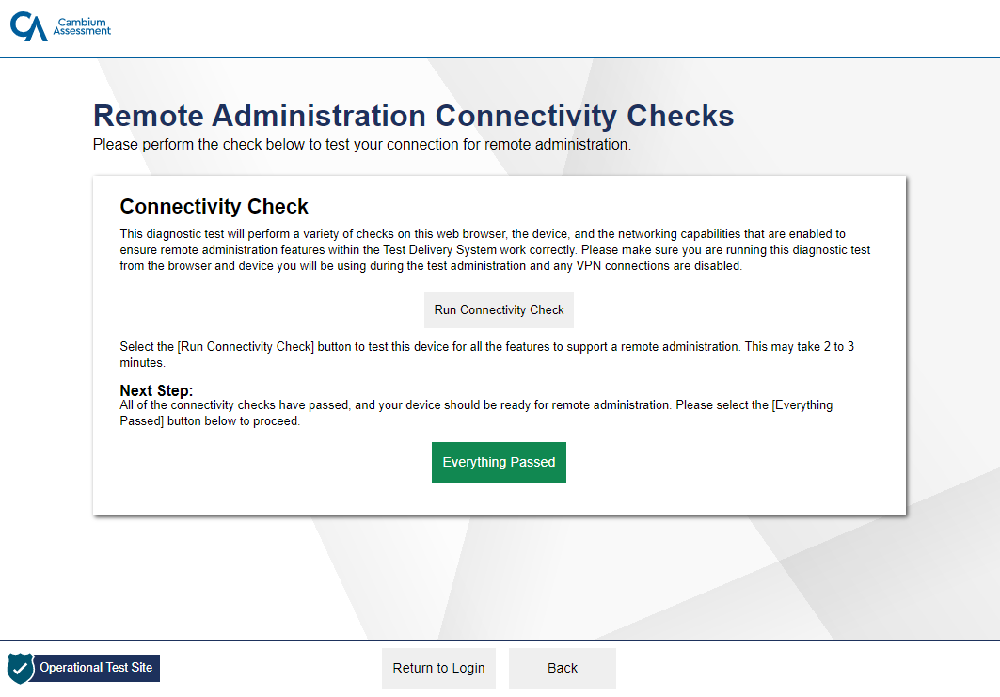 Cambium
Assessment
Remote Administration Connectivity Checks
Please perform the check below to test your connection for remote administration.
Connectivity Check
This diagnostic test will perform a variety of checks on this web browser, the device, and the networking capabilities that are enabled to
ensure remote administration features within the Test Delivery System work correctly. Please make sure you are running this diagnostic test
from the browser and device you will be using during the test administration and any VPN connections are disabled.
Run Connectivity Check
Select the [Run Connectivity Check] button to test this device for all the features to support a remote administration. This may take 2 to 3
minutes.
Next Step:
All of the connectivity checks have passed, and your device should be ready for remote administration. Please select the [Everything
Passed] button below to proceed.
Everything Passed
Operational Test Site
Return to Login
Back